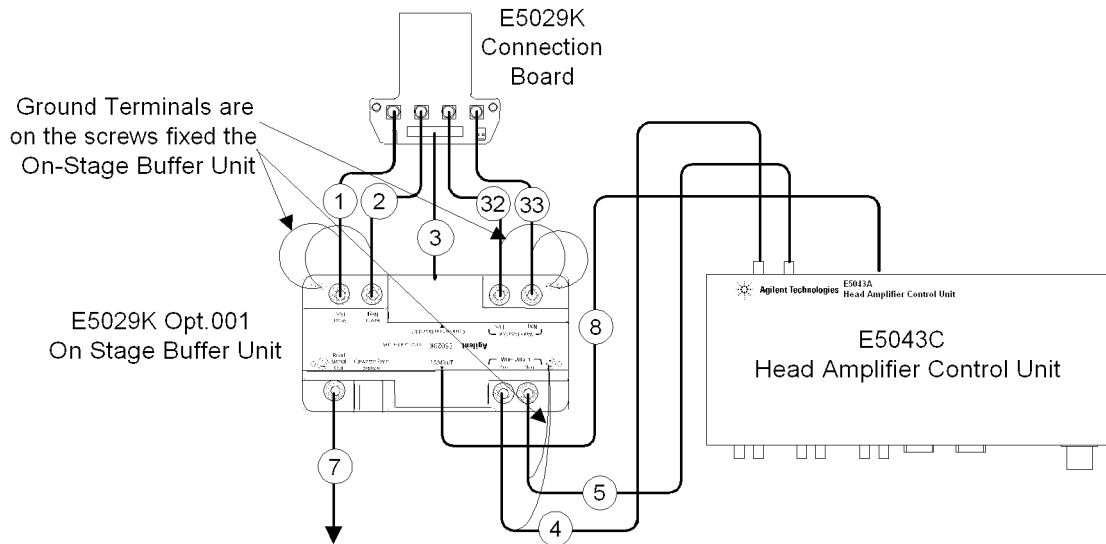 E5029K
Connection
Board
Ground Terminals are
on the screws fixed the
On-Stage Buffer Unit
1
2
32
33
3
Agilent Technologies
E5043A
Head Amplifier Control Unit
8
E5029K Opt.001
On Stage Buffer Unit
E5029K
Agilent
E5043C
Head Amplifier Control Unit
7
5
4